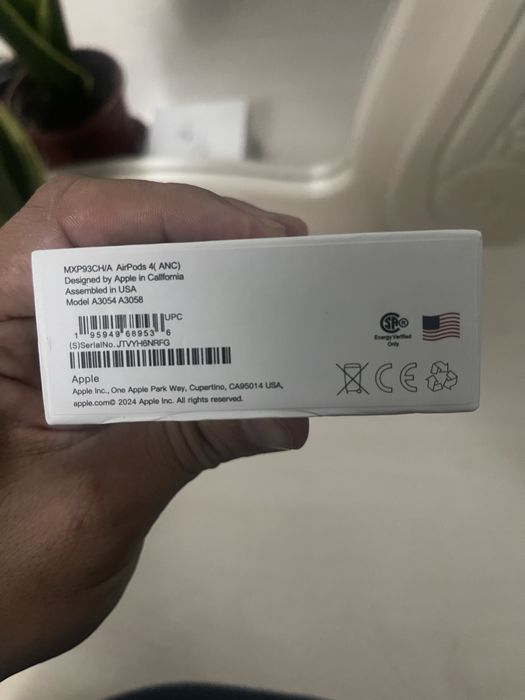 MXP93CH/A AirPods 4( ANC)
Designed by Apple in California
Assembled in USA
Model A3054 A3058
UPC
1 95949 68953 6
(S)SerialNo. JTVYH6NRFG
Apple
Apple Inc., One Apple Park Way, Cupertino, CA95014 USA,
apple.com© 2024 Apple Inc. All rights reserved.
SA®
Energy Verified
Only
CE